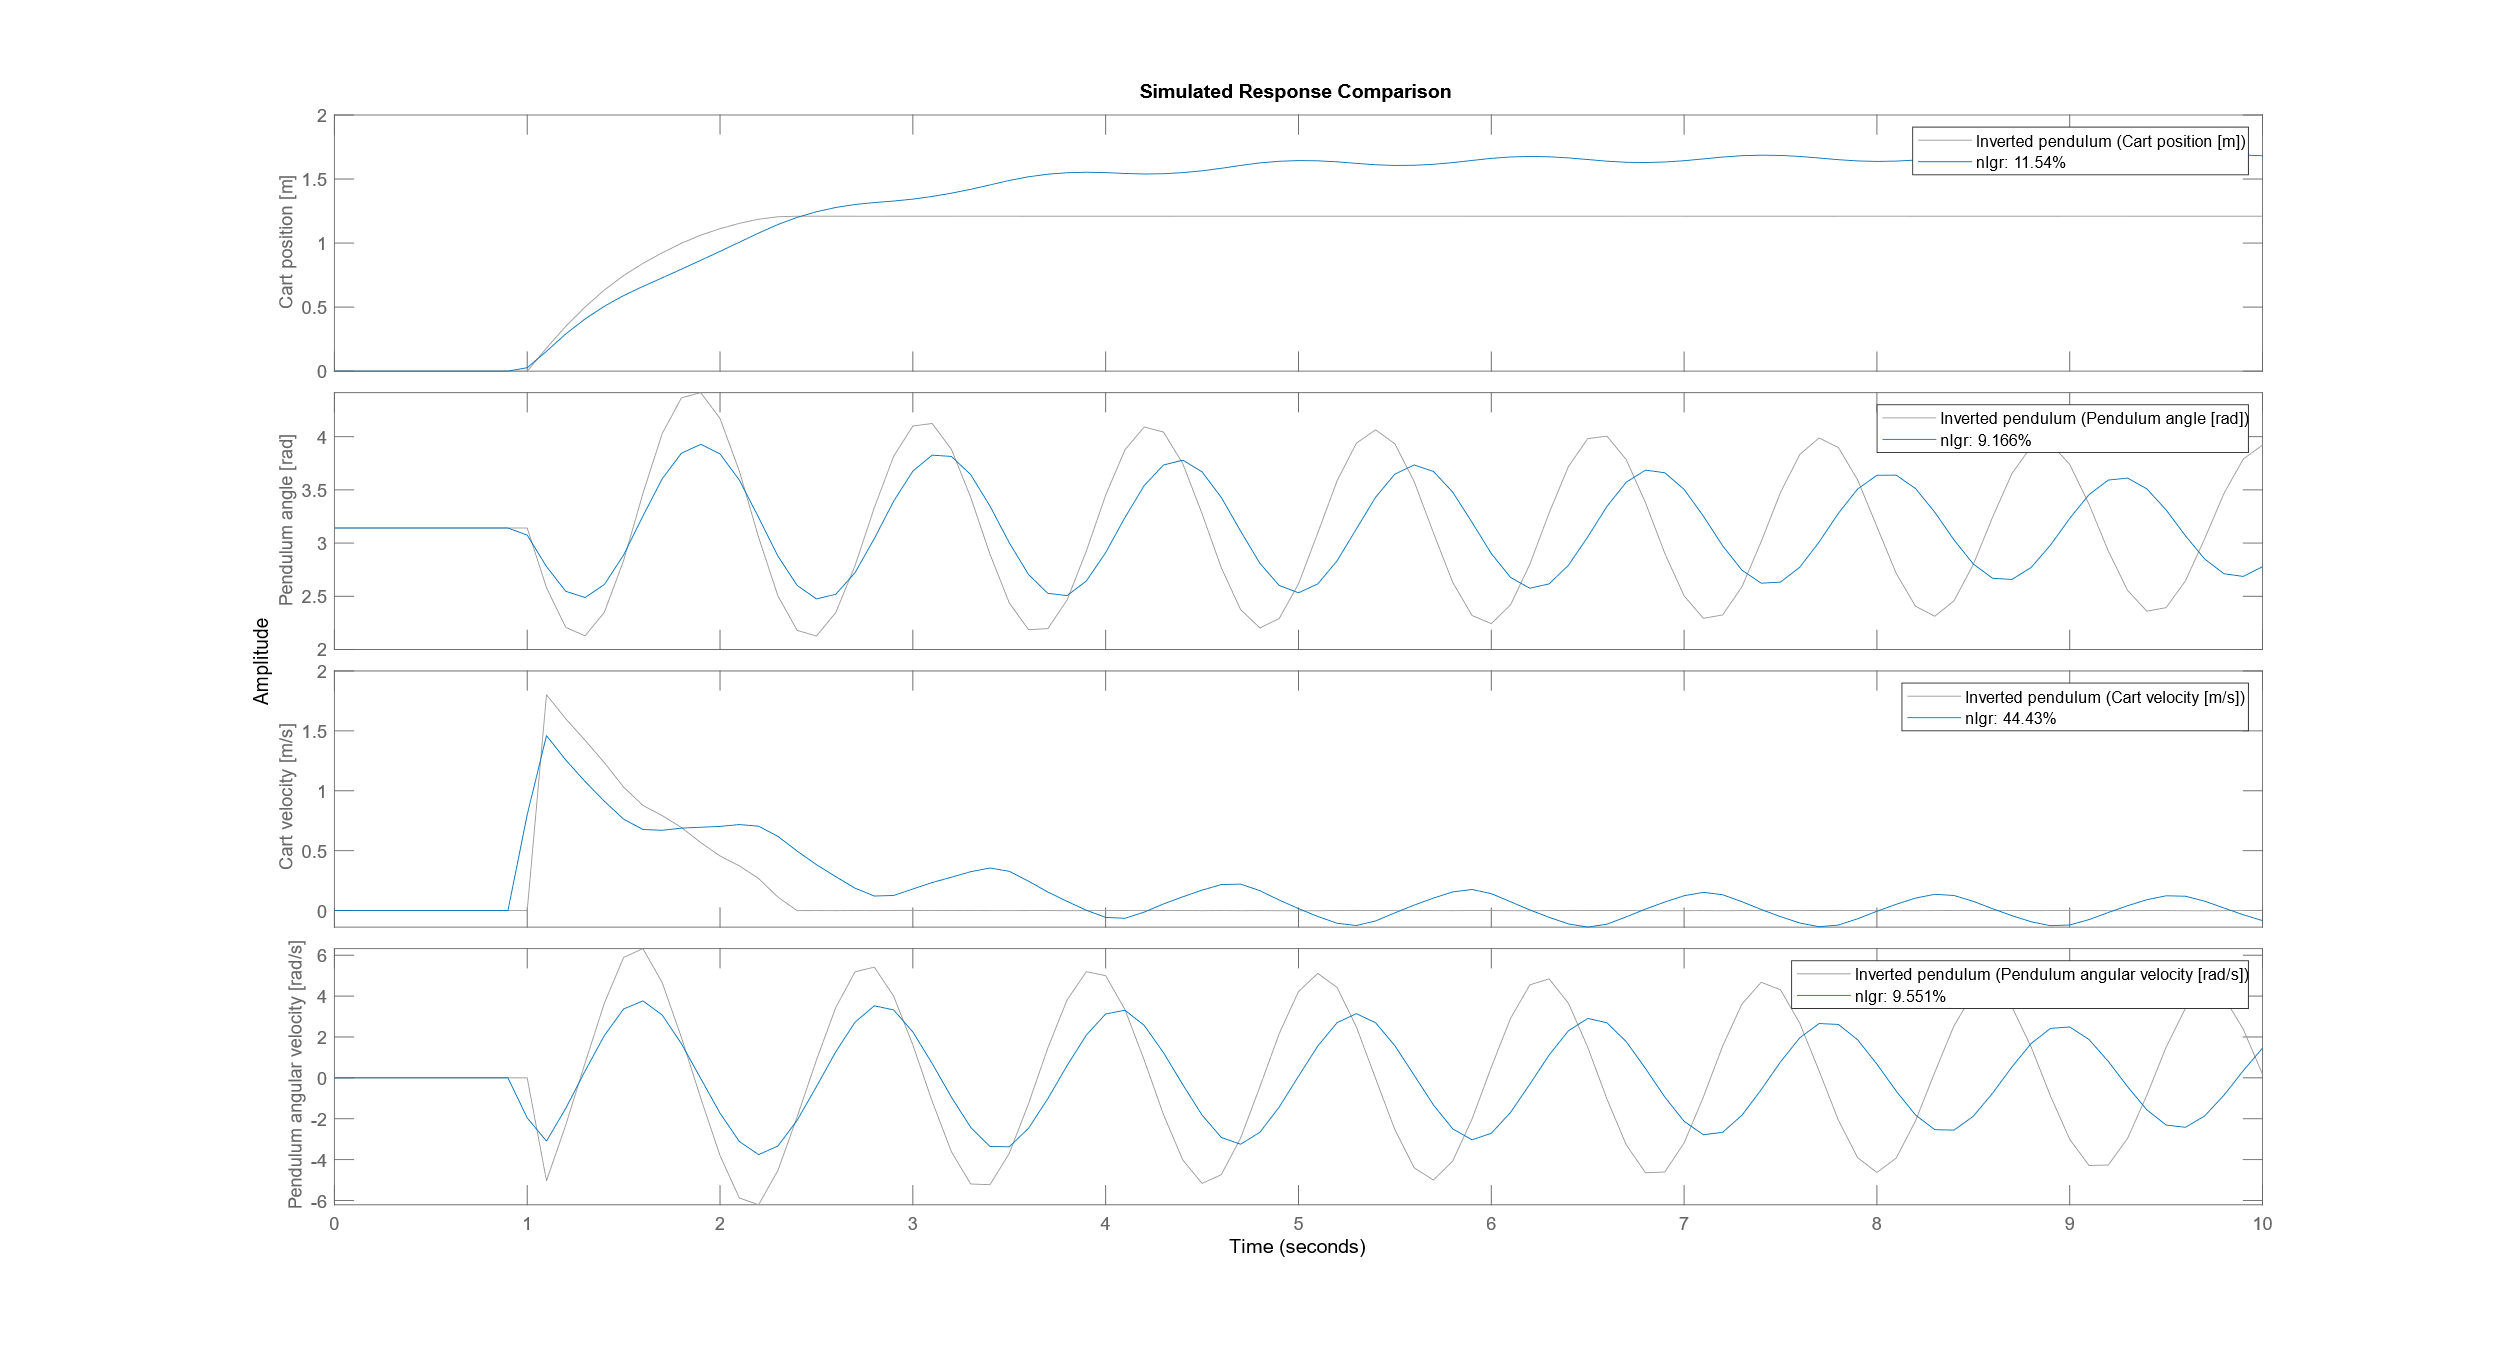 Simulated Response Comparison
Amplitude
Cart position [m]
2
1.5
1
0.5
0
Inverted pendulum (Cart position [m])
nlgr: 11.54%
Pendulum angle [rad]
4
3.5
3
2.5
2
Inverted pendulum (Pendulum angle [rad])
nlgr: 9.166%
Cart velocity [m/s]
2
1.5
1
0.5
0
Inverted pendulum (Cart velocity [m/s])
nlgr: 44.43%
Pendulum angular velocity [rad/s]
6
4
2
0
-2
-4
-6
Inverted pendulum (Pendulum angular velocity [rad/s])
nlgr: 9.551%
0 1 2 3 4 5 6 7 8 9 10
Time (seconds)